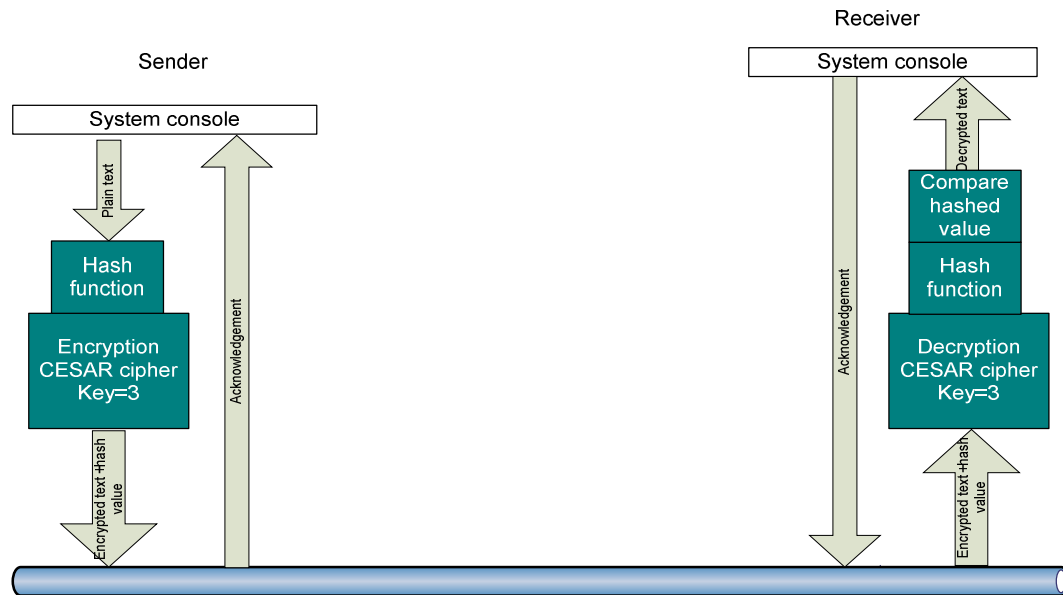 Receiver
Sender
System console
System console
Plain text
Hash
function
Encryption
CESAR cipher
Key=3
Encrypted text +hash
value
Acknowledgement
Acknowledgement
Decrypted text
Compare
hashed
value
Hash
function
Decryption
CESAR cipher
Key=3
Encrypted text +hash
value